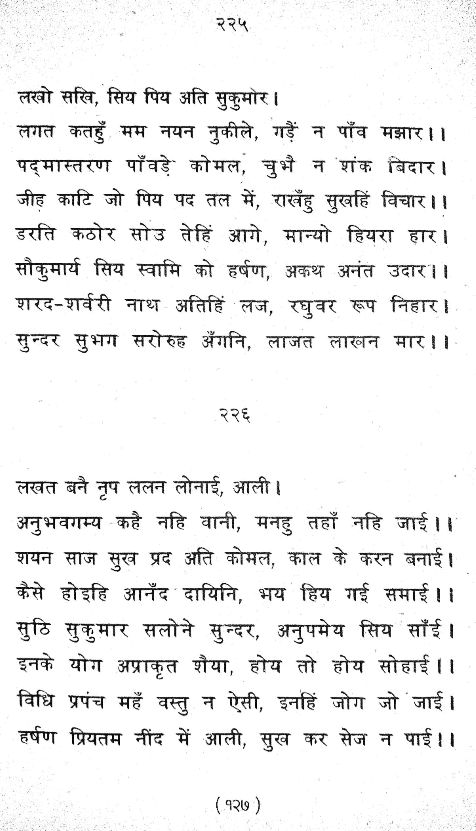 २२५
लखो सखि, सिय पिय अति सुकुमार।
लगत कतहुँ मम नयन नुकीले, गड़ैं न पाँव मझार।।
पद्मास्तरण पाँवड़े कोमल, चुभै न शंक बिदार।
जीह काटि जो पिय पद तल में, राखँहु सुखहिं विचार।।
डरति कठोर सोउ तेहिं आगे, मान्यो हियरा हार।
सौकुमार्य सिय स्वामि को हर्षण, अकथ अनंत उदार।।
शरद-शर्वरी नाथ अतिहिं लज, रघुवर रूप निहार।
सुन्दर सुभग सरोरुह अँगनि, लाजत लाखन मार।।
२२६
लखत बनै नृप ललन लोनाई, आली।
अनुभवगम्य कहै नहि वानी, मनहु तहाँ नहि जाई।।
शयन साज सुख प्रद अति कोमल, काल के करन बनाई।
कैसे होइहि आनँद दायिनि, भय हिय गई समाई।।
सुठि सुकुमार सलोने सुन्दर, अनुपमेय सिय साँई।
इनके योग अप्राकृत शैया, होय तो होय सोहाई।।
विधि प्रपंच महँ वस्तु न ऐसी, इनहिं जोग जो जाई।
हर्षण प्रियतम नींद में आली, सुख कर सेज न पाई।।
(१२७)